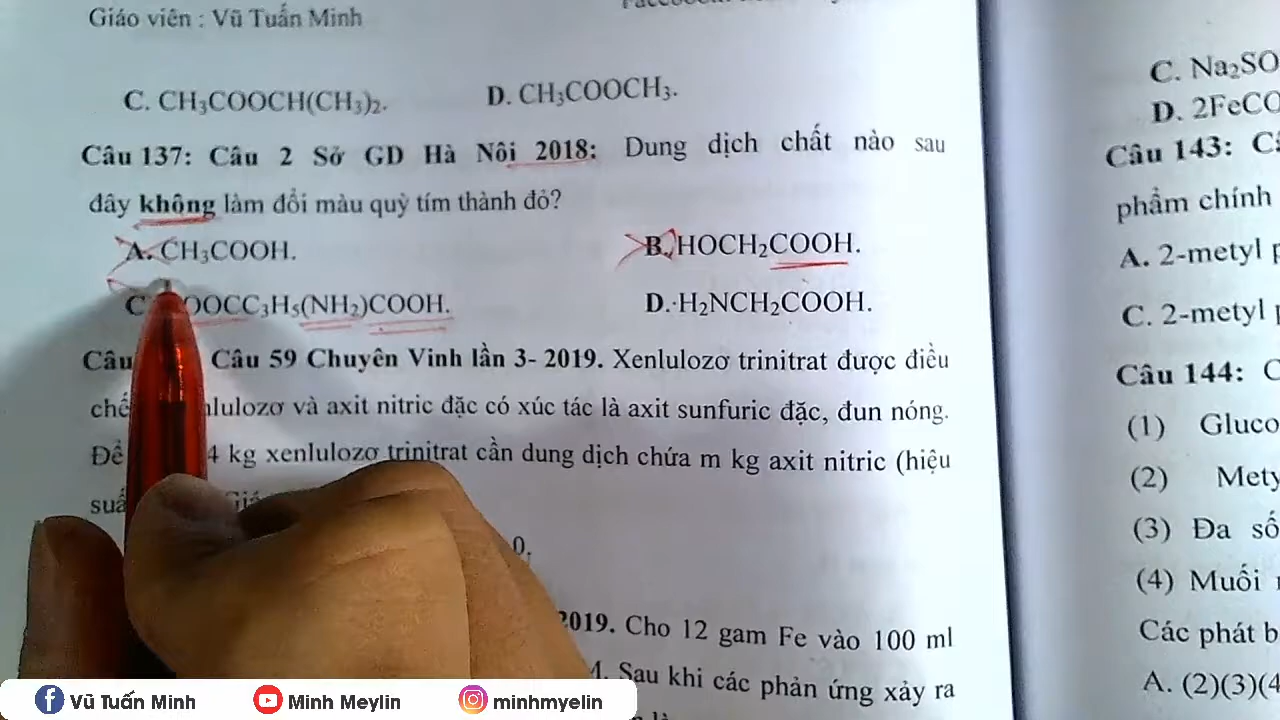 Giáo viên : Vũ Tuấn Minh
C. CH₃COOCH(CH₃)₂. D. CH₃COOCH₃.
Câu 137: Câu 2 Sở GD Hà Nôi 2018: Dung dịch chất nào sau
đây không làm đổi màu quỳ tím thành đỏ?
A. CH₃COOH. B. HOCH₂COOH.
C OOCC₃H₅(NH₂)COOH. D. H₂NCH₂COOH.
Câu Câu 59 Chuyên Vinh lần 3- 2019. Xenlulozơ trinitrat được điều
chế lulozơ và axit nitric đặc có xúc tác là axit sunfuric đặc, đun nóng.
Để 4 kg xenlulozơ trinitrat cần dung dịch chứa m kg axit nitric (hiệu
suấ
0.
2019. Cho 12 gam Fe vào 100 ml
Sau khi các phản ứng xảy ra
C. Na₂SO
D. 2FeCO
Câu 143: C
phẩm chính
A. 2-metyl p
C. 2-metyl
Câu 144: C
(1) Gluco
(2) Mety
(3) Đa số
(4) Muối
Các phát b
A. (2)(3)(4
Vũ Tuấn Minh Minh Meylin minhmyelin